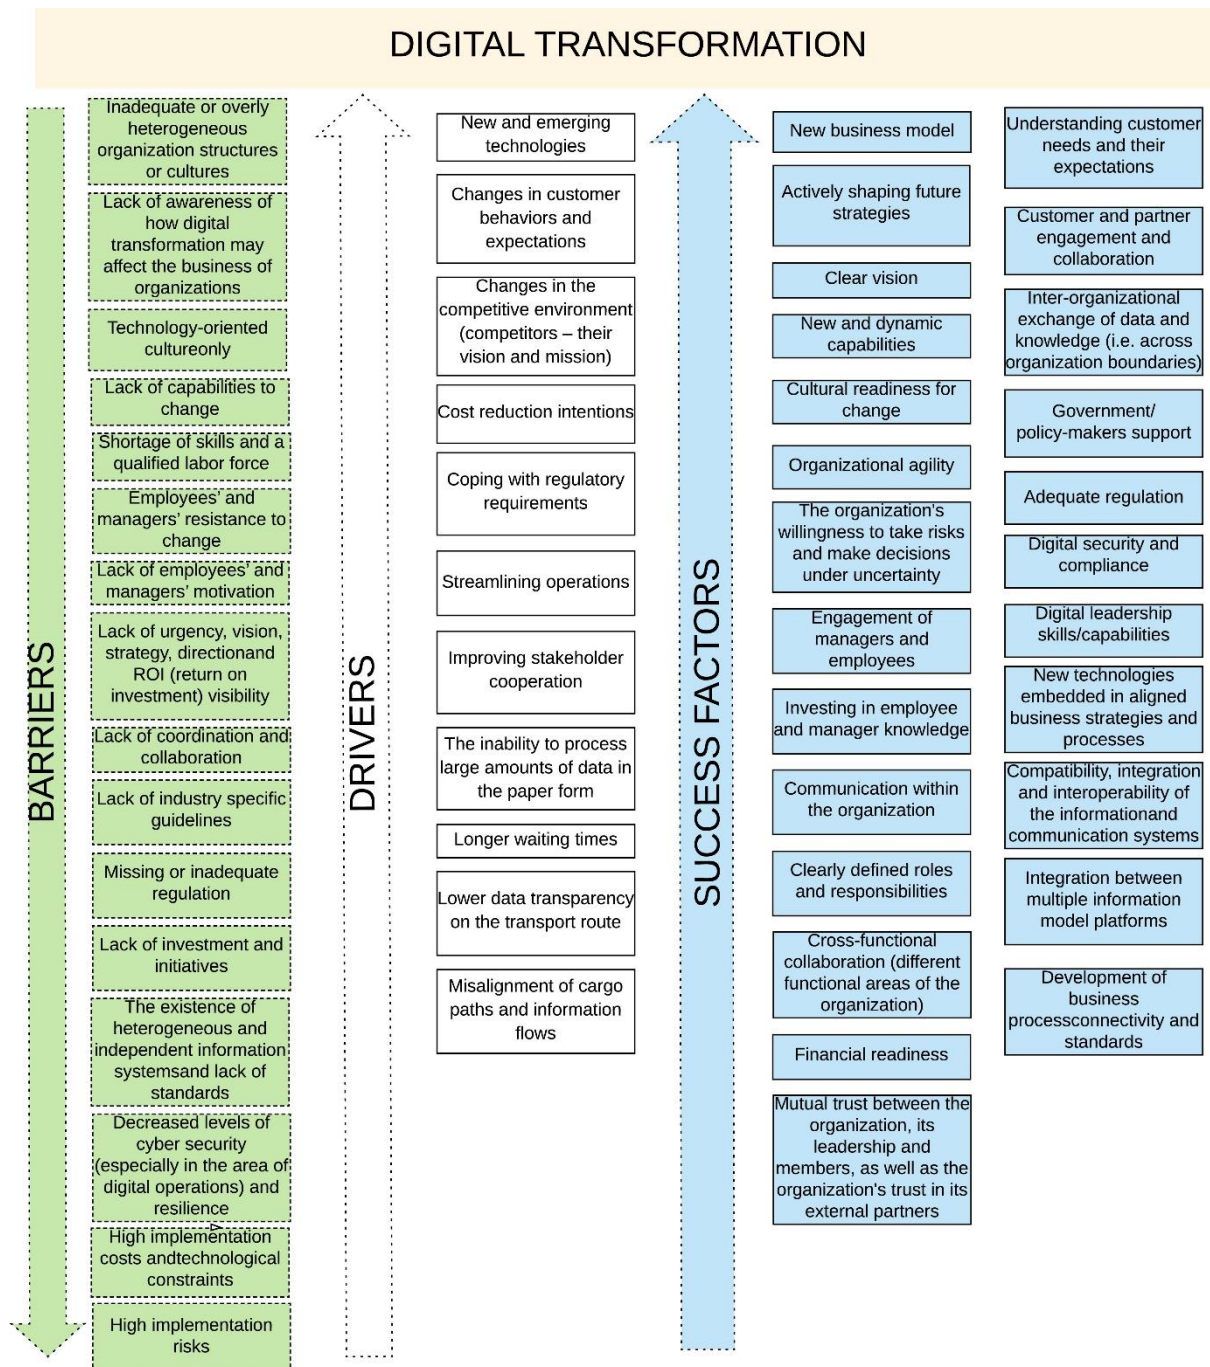 DIGITAL TRANSFORMATION
BARRIERS
Inadequate or overly
heterogeneous
organization structures
or cultures
Lack of awareness of
how digital
transformation may
affect the business of
organizations
Technology-oriented
cultureonly
Lack of capabilities to
change
Shortage of skills and a
qualified labor force
Employees’ and
managers’ resistance to
change
Lack of employees’ and
managers’ motivation
Lack of urgency, vision,
strategy, directionand
ROI (return on
investment) visibility
Lack of coordination and
collaboration
Lack of industry specific
guidelines
Missing or inadequate
regulation
Lack of investment and
initiatives
The existence of
heterogeneous and
independent information
systemsand lack of
standards
Decreased levels of
cyber security
(especially in the area of
digital operations) and
resilience
High implementation
costs andtechnological
constraints
High implementation
risks
DRIVERS
New and emerging
technologies
Changes in customer
behaviors and
expectations
Changes in the
competitive environment
(competitors – their
vision and mission)
Cost reduction intentions
Coping with regulatory
requirements
Streamlining operations
Improving stakeholder
cooperation
The inability to process
large amounts of data in
the paper form
Longer waiting times
Lower data transparency
on the transport route
Misalignment of cargo
paths and information
flows
SUCCESS FACTORS
New business model
Actively shaping future
strategies
Clear vision
New and dynamic
capabilities
Cultural readiness for
change
Organizational agility
The organization's
willingness to take risks
and make decisions
under uncertainty
Engagement of
managers and
employees
Investing in employee
and manager knowledge
Communication within
the organization
Clearly defined roles
and responsibilities
Cross-functional
collaboration (different
functional areas of the
organization)
Financial readiness
Mutual trust between the
organization, its
leadership and
members, as well as the
organization's trust in its
external partners
Understanding customer
needs and their
expectations
Customer and partner
engagement and
collaboration
Inter-organizational
exchange of data and
knowledge (i.e. across
organization boundaries)
Government/
policy-makers support
Adequate regulation
Digital security and
compliance
Digital leadership
skills/capabilities
New technologies
embedded in aligned
business strategies and
processes
Compatibility, integration
and interoperability of
the informationand
communication systems
Integration between
multiple information
model platforms
Development of
business
processconnectivity and
standards